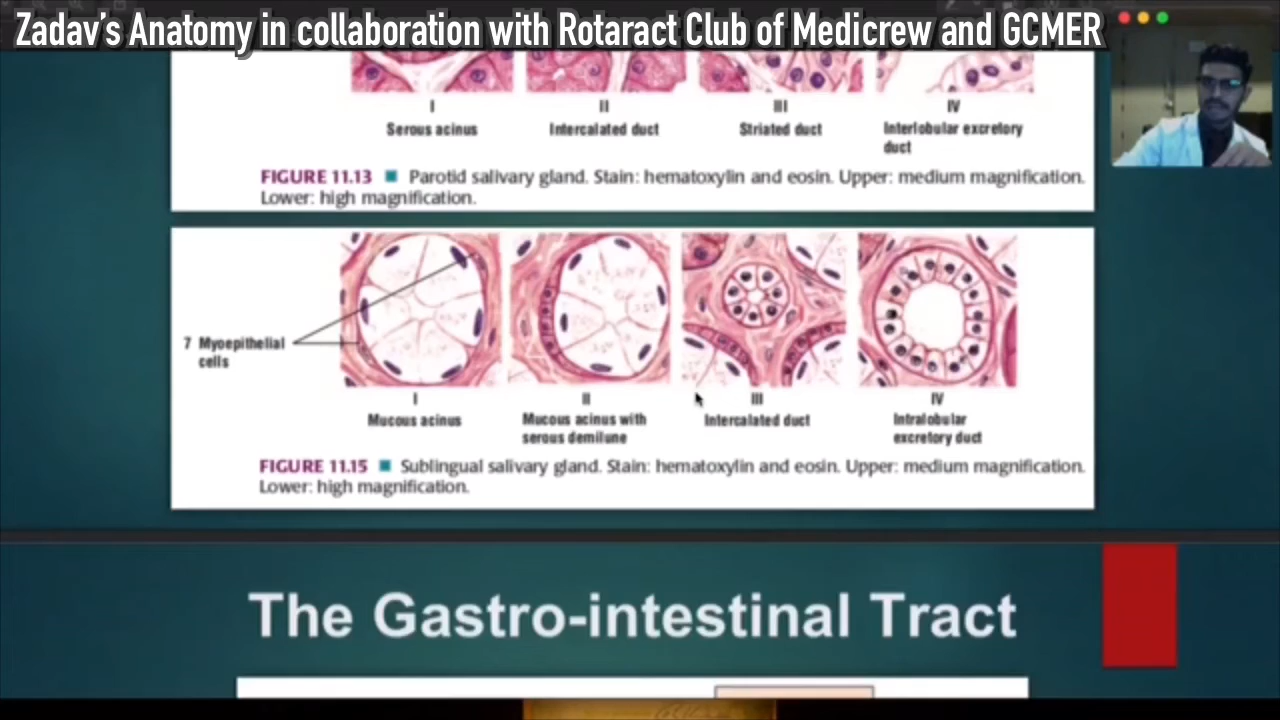 Zadav's Anatomy in collaboration with Rotaract Club of Medicrew and GCMER
I II III IV
Serous acinus Intercalated duct Striated duct Interlobular excretory
duct
FIGURE 11.13 ■ Parotid salivary gland. Stain: hematoxylin and eosin. Upper: medium magnification.
Lower: high magnification.
7 Myoepithelial
cells
I II III IV
Mucous acinus Mucous acinus with Intercalated duct Intralobular
serous demilune excretory duct
FIGURE 11.15 ■ Sublingual salivary gland. Stain: hematoxylin and eosin. Upper: medium magnification.
Lower: high magnification.
The Gastro-intestinal Tract